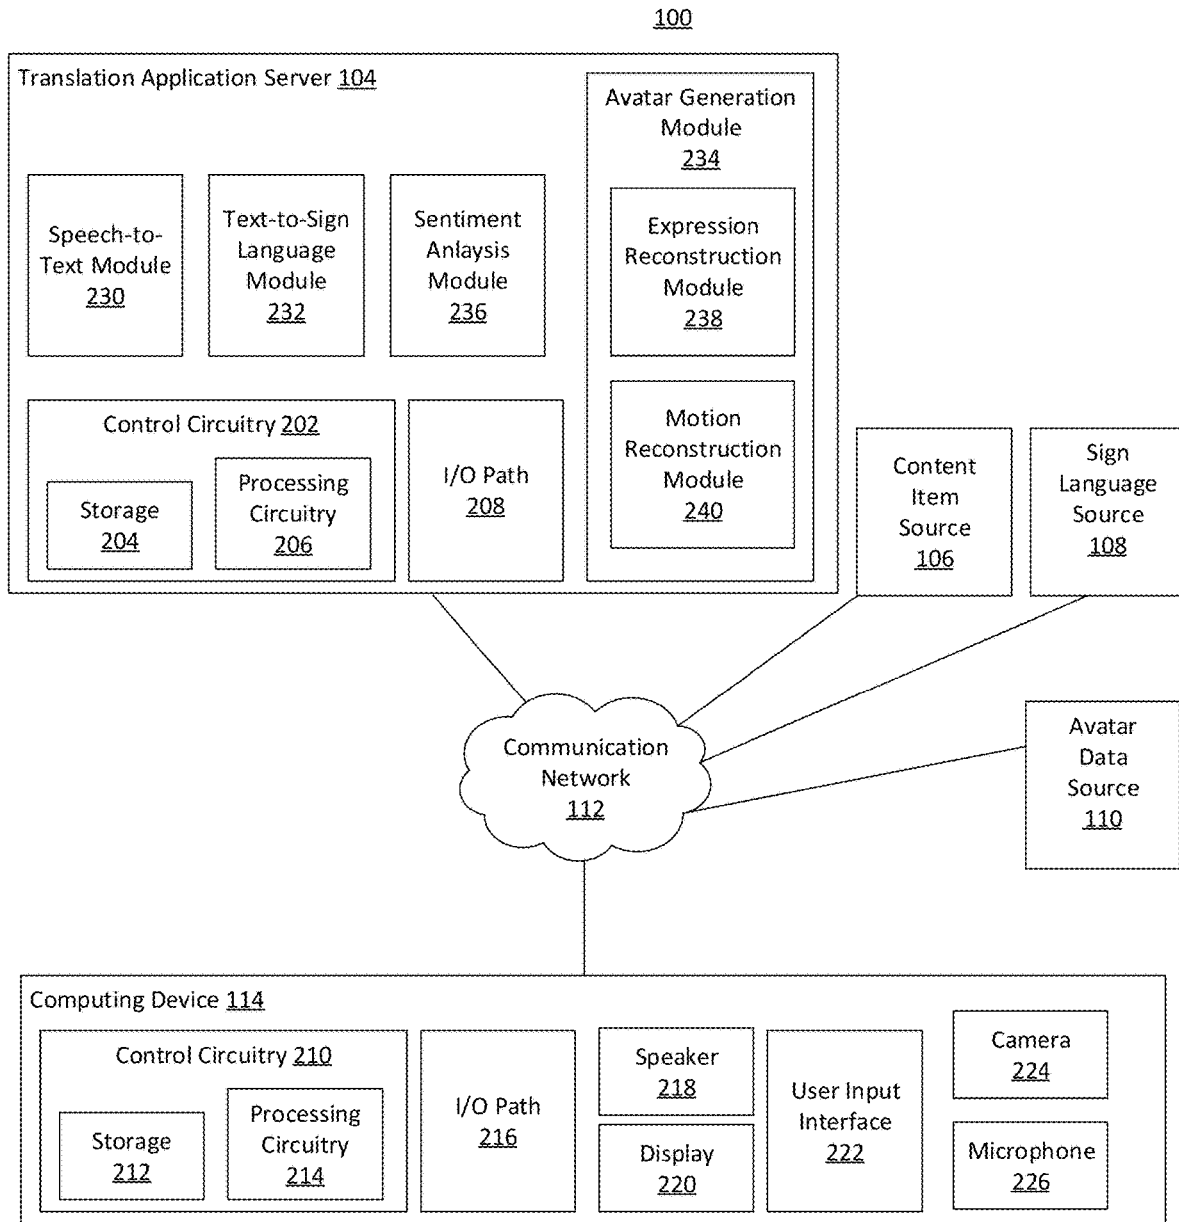 100
Translation Application Server 104
Speech-to-
Text Module
230
Text-to-Sign
Language
Module
232
Sentiment
Anlaysis
Module
236
Avatar Generation
Module
234
Expression
Reconstruction
Module
238
Motion
Reconstruction
Module
240
Control Circuitry 202
Storage
204
Processing
Circuitry
206
I/O Path
208
Content
Item
Source
106
Sign
Language
Source
108
Communication
Network
112
Avatar
Data
Source
110
Computing Device 114
Control Circuitry 210
Storage
212
Processing
Circuitry
214
I/O Path
216
Speaker
218
Display
220
User Input
Interface
222
Camera
224
Microphone
226